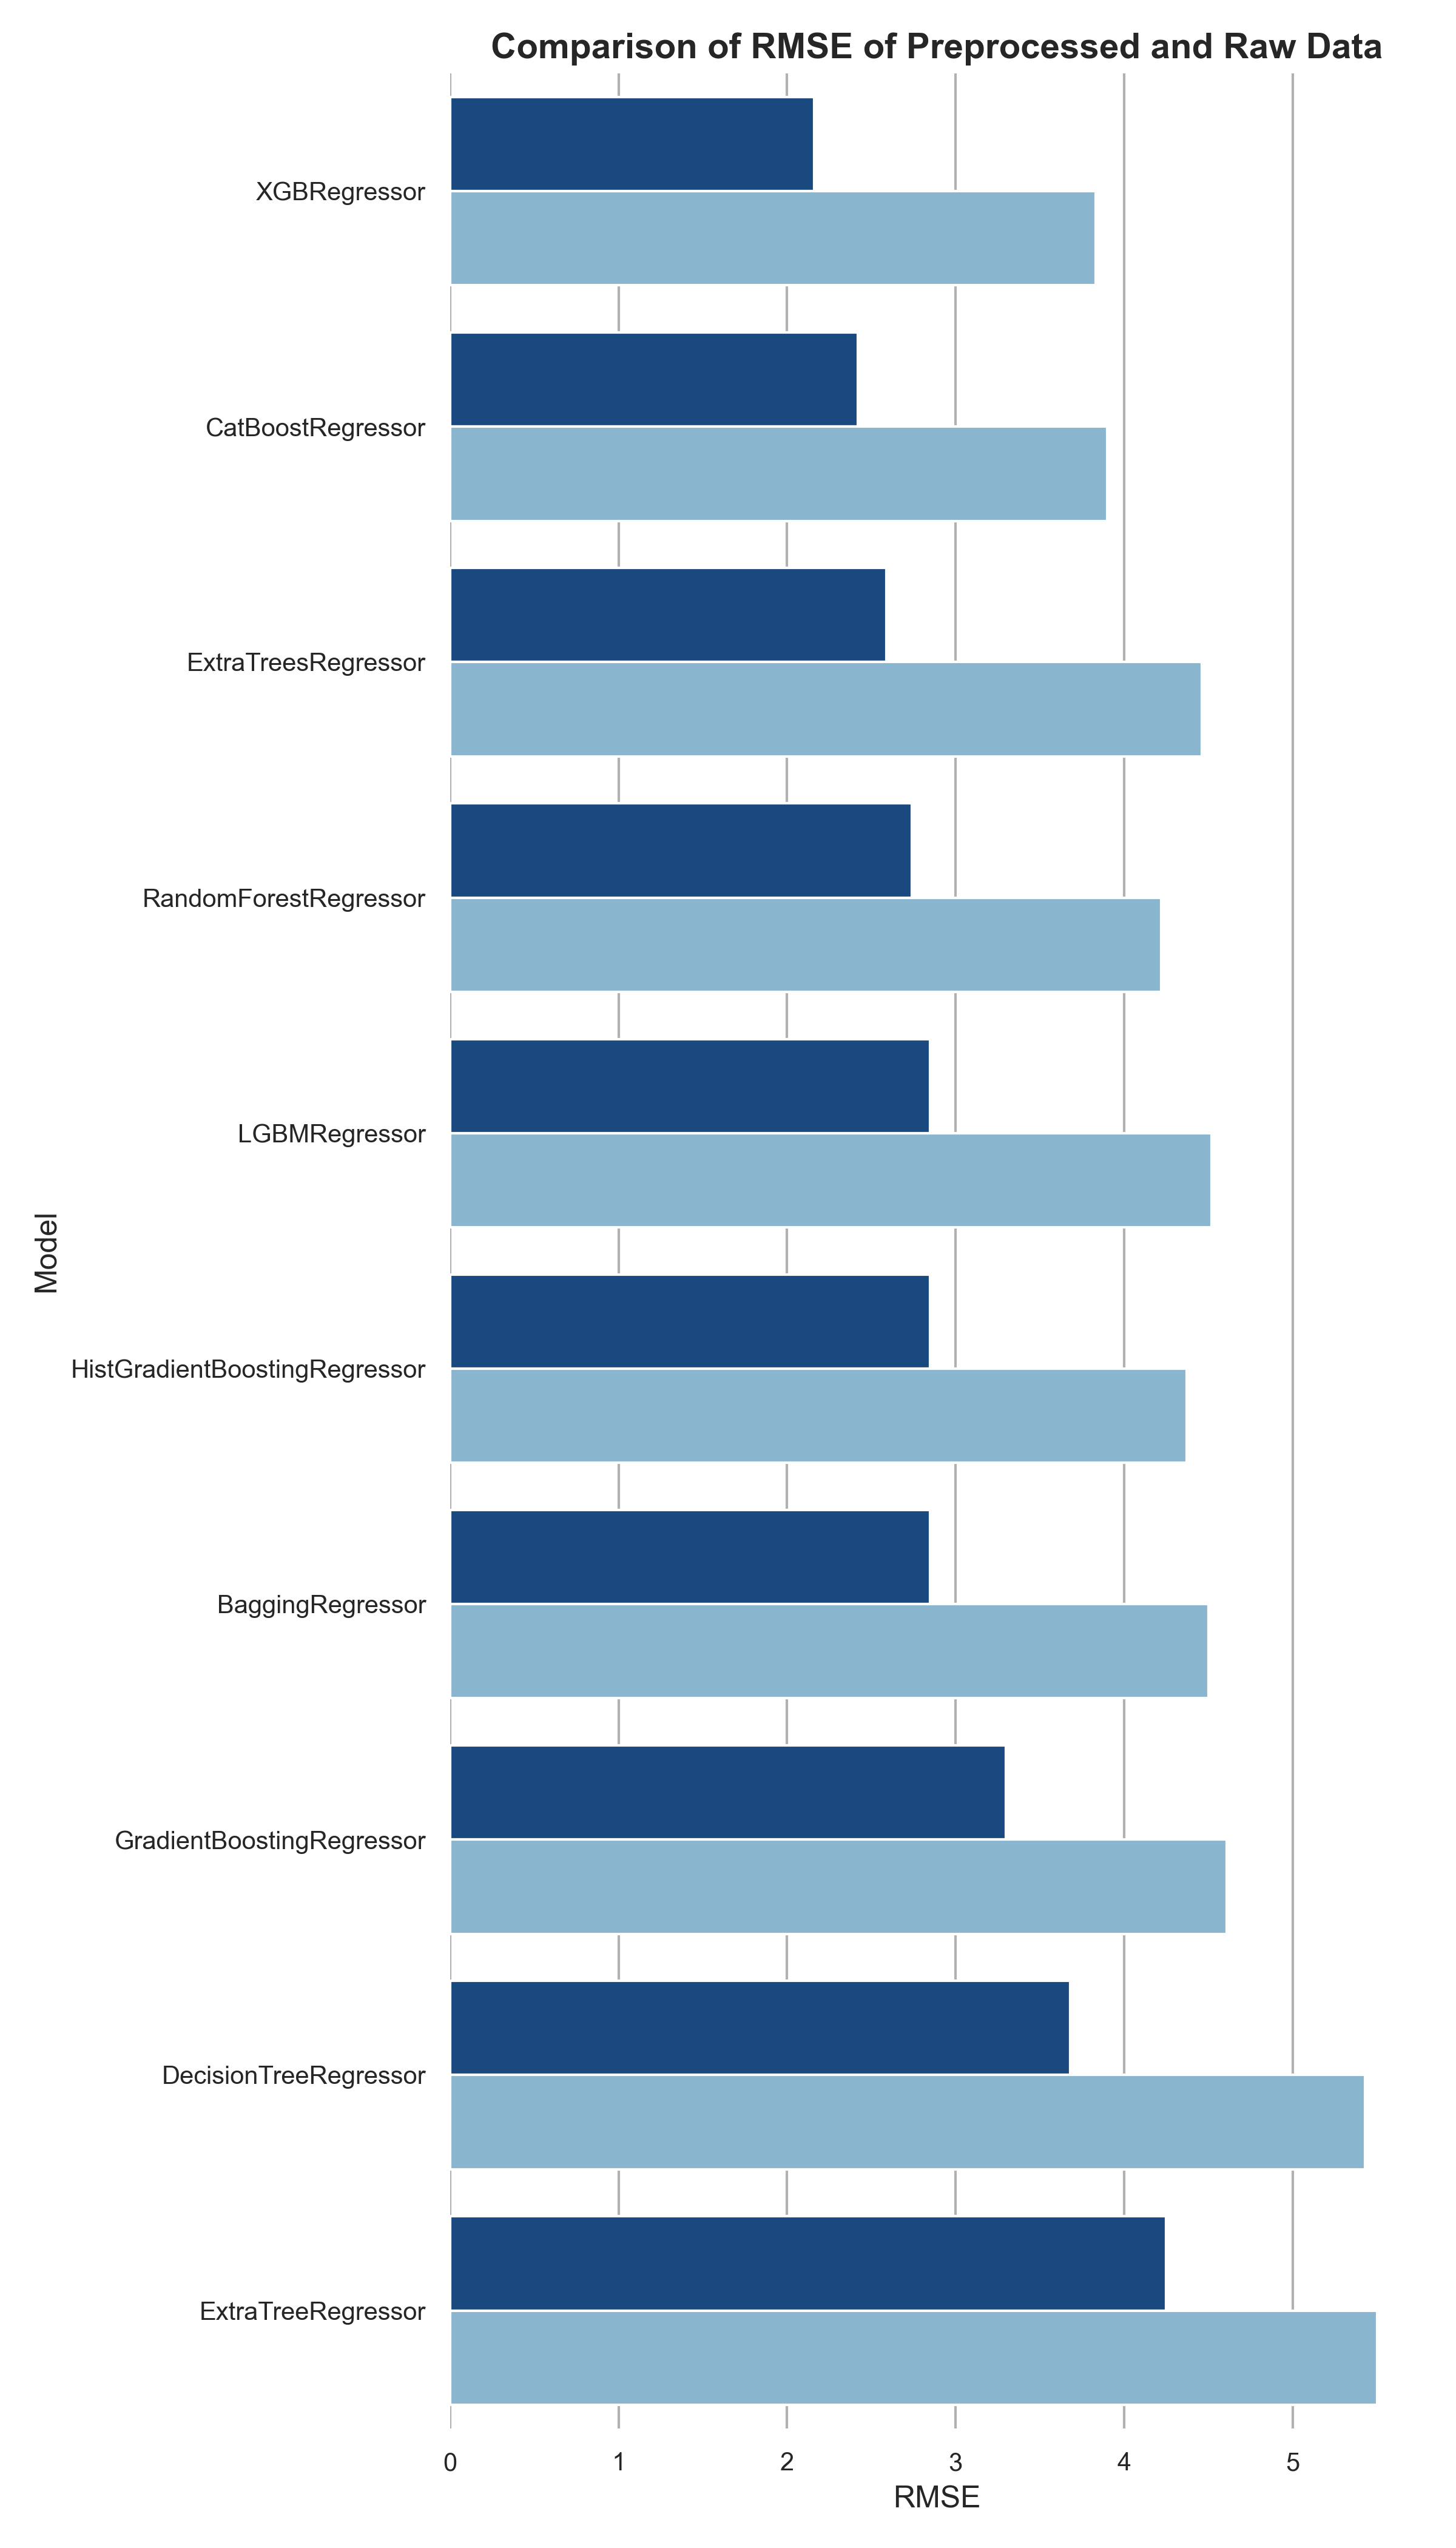 Comparison of RMSE of Preprocessed and Raw Data
XGBRegressor
CatBoostRegressor
ExtraTreesRegressor
RandomForestRegressor
LGBMRegressor
Model
HistGradientBoostingRegressor
BaggingRegressor
GradientBoostingRegressor
DecisionTreeRegressor
ExtraTreeRegressor
0 1 2 3 4 5
RMSE